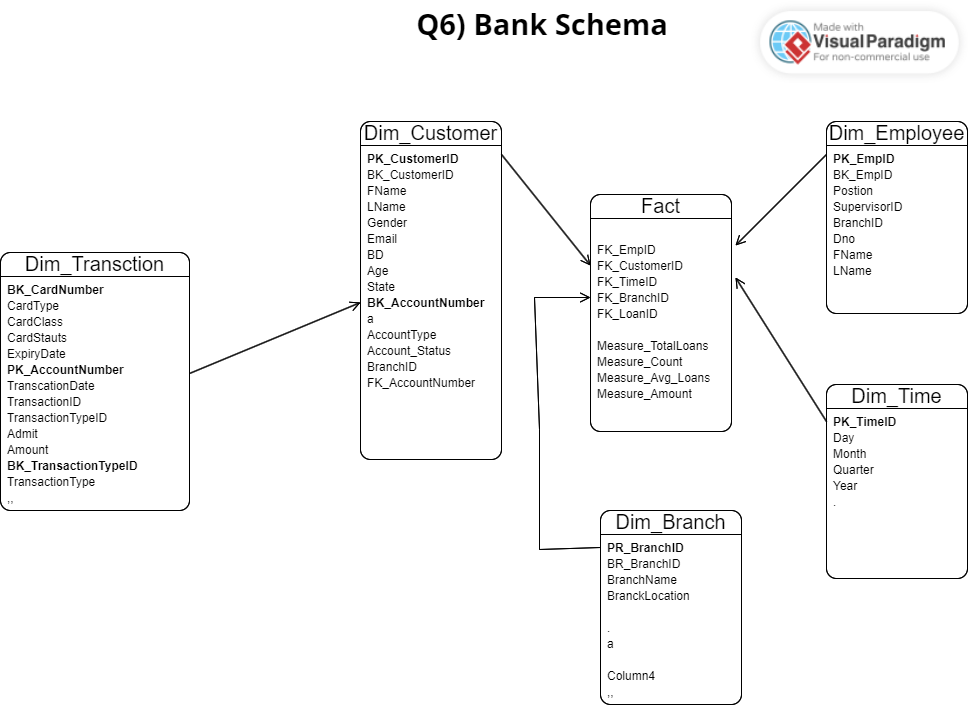 Q6) Bank Schema
Made with
VisualParadigm
For non-commercial use
Dim_Customer
PK_CustomerID
BK_CustomerID
FName
LName
Gender
Email
BD
Age
State
BK_AccountNumber
a
AccountType
Account_Status
BranchID
FK_AccountNumber
Dim_Employee
PK_EmpID
BK_EmpID
Postion
SupervisorID
BranchID
Dno
FName
LName
Fact
FK_EmpID
FK_CustomerID
FK_TimeID
FK_BranchID
FK_LoanID
Measure_TotalLoans
Measure_Count
Measure_Avg_Loans
Measure_Amount
Dim_Transction
BK_CardNumber
CardType
CardClass
CardStauts
ExpiryDate
PK_AccountNumber
TranscationDate
TransactionID
TransactionTypeID
Admit
Amount
BK_TransactionTypeID
TransactionType
,,
Dim_Time
PK_TimeID
Day
Month
Quarter
Year
.
Dim_Branch
PR_BranchID
BR_BranchID
BranchName
BranckLocation
.
a
Column4
,,